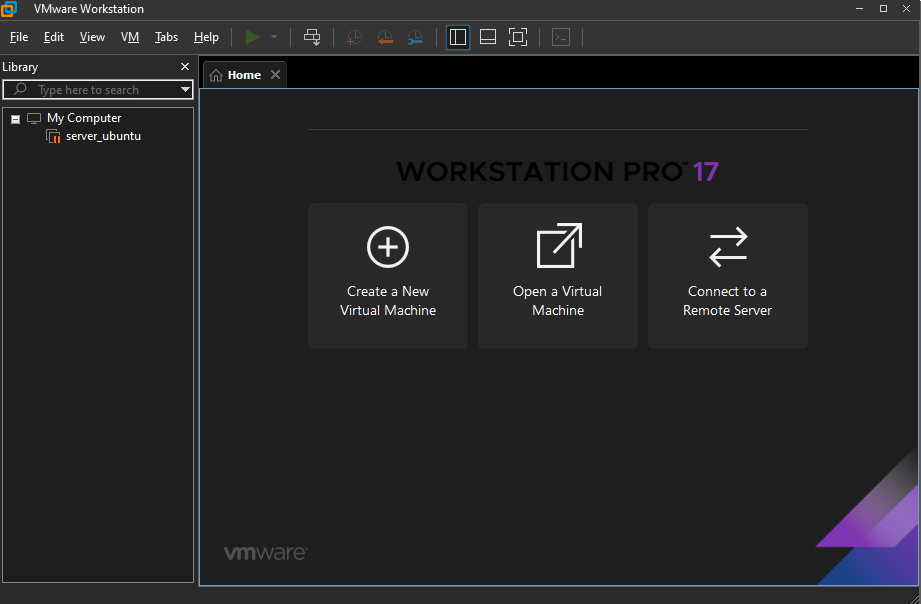 VMware Workstation
File Edit View VM Tabs Help
Library
Home
Type here to search
My Computer
server_ubuntu
WORKSTATION PRO™ 17
Create a New
Virtual Machine
Open a Virtual
Machine
Connect to a
Remote Server
vmware®